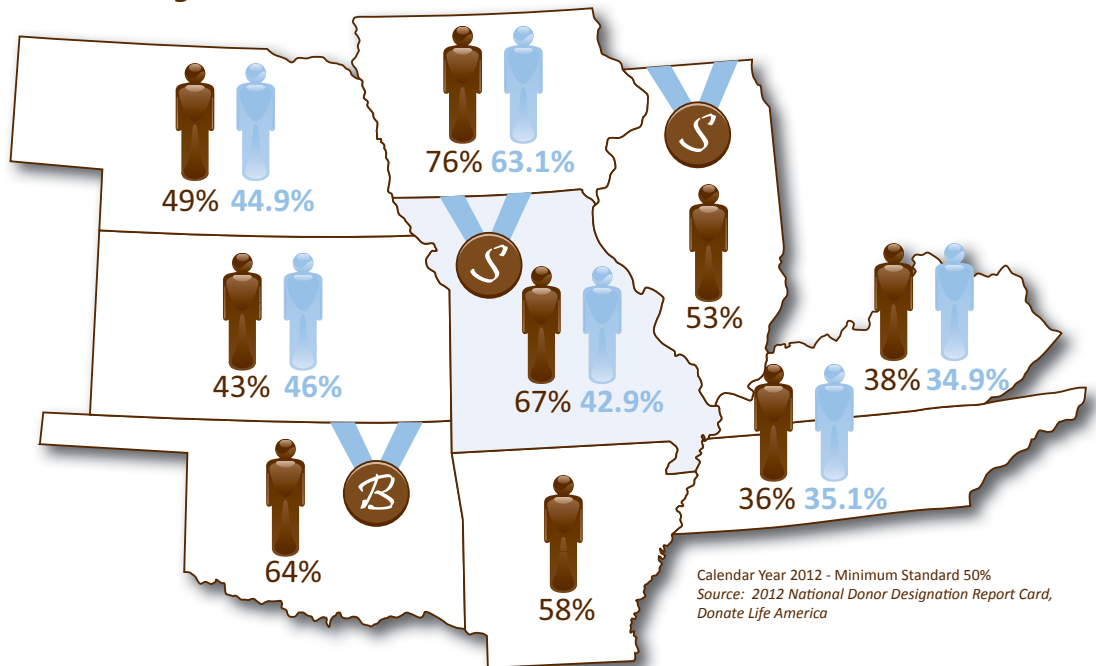 76% 63.1%
S
49% 44.9%
S
53%
43% 46%
67% 42.9%
38% 34.9%
36% 35.1%
B
64%
58%
Calendar Year 2012 - Minimum Standard 50%
Source: 2012 National Donor Designation Report Card,
Donate Life America